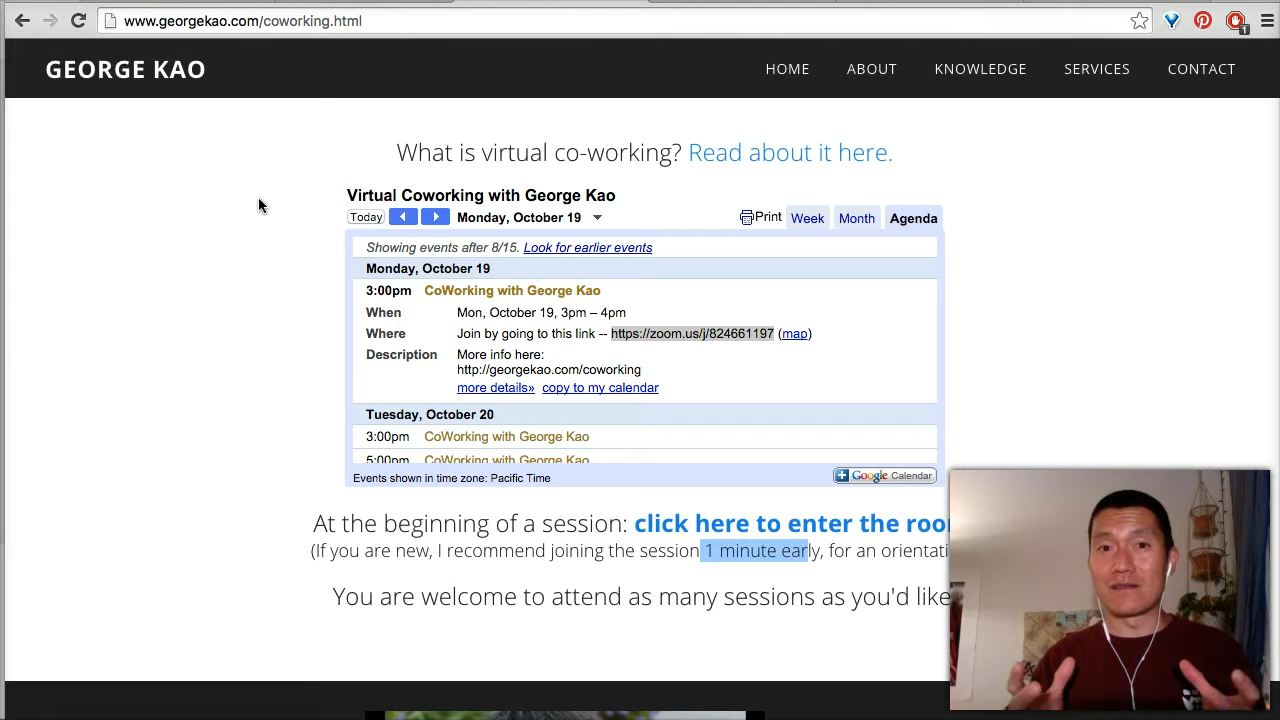 www.georgekao.com/coworking.html
1
GEORGE KAO
HOME ABOUT KNOWLEDGE SERVICES CONTACT
What is virtual co-working? Read about it here.
Virtual Coworking with George Kao
Today Monday, October 19 Print Week Month Agenda
Showing events after 8/15. Look for earlier events
Monday, October 19
3:00pm CoWorking with George Kao
When Mon, October 19, 3pm – 4pm
Where Join by going to this link -- https://zoom.us/j/824661197 (map)
Description More info here:
http://georgekao.com/coworking
more details» copy to my calendar
Tuesday, October 20
3:00pm CoWorking with George Kao
5:00pm CoWorking with George Kao
Events shown in time zone: Pacific Time
Google Calendar
At the beginning of a session: click here to enter the roo
(If you are new, I recommend joining the session 1 minute early, for an orientati
You are welcome to attend as many sessions as you'd like